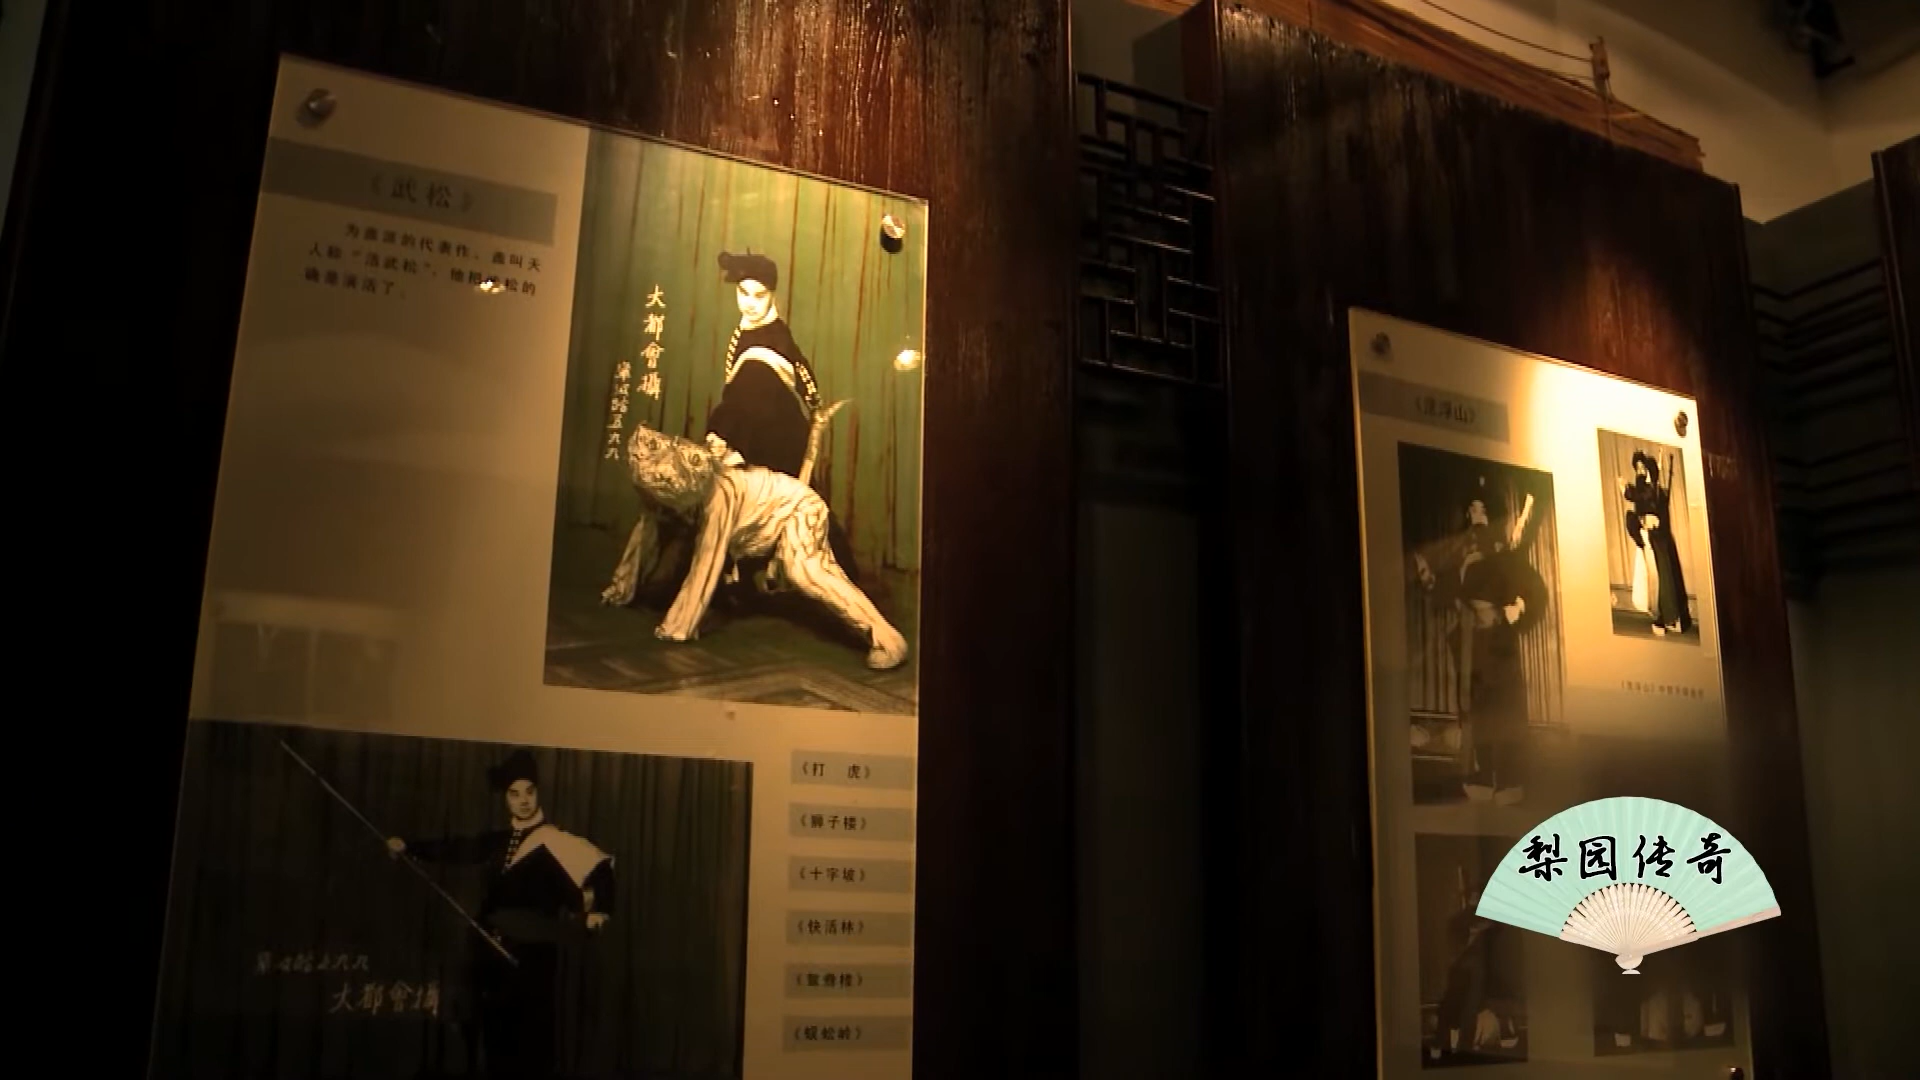 《武松》
为盖派的代表作。盖叫天
人称“活武松”，他把武松的
确是演活了。
大都會攝
大都會攝
《打 虎》
《狮子楼》
《十字坡》
《快活林》
《鸳鸯楼》
《蜈蚣岭》
梨园传奇